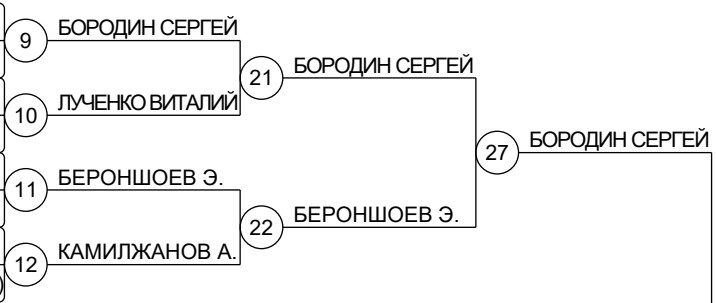 9 БОРОДИН СЕРГЕЙ
21 БОРОДИН СЕРГЕЙ
10 ЛУЧЕНКО ВИТАЛИЙ
27 БОРОДИН СЕРГЕЙ
11 БЕРОНШОЕВ Э.
22 БЕРОНШОЕВ Э.
12 КАМИЛЖАНОВ А.